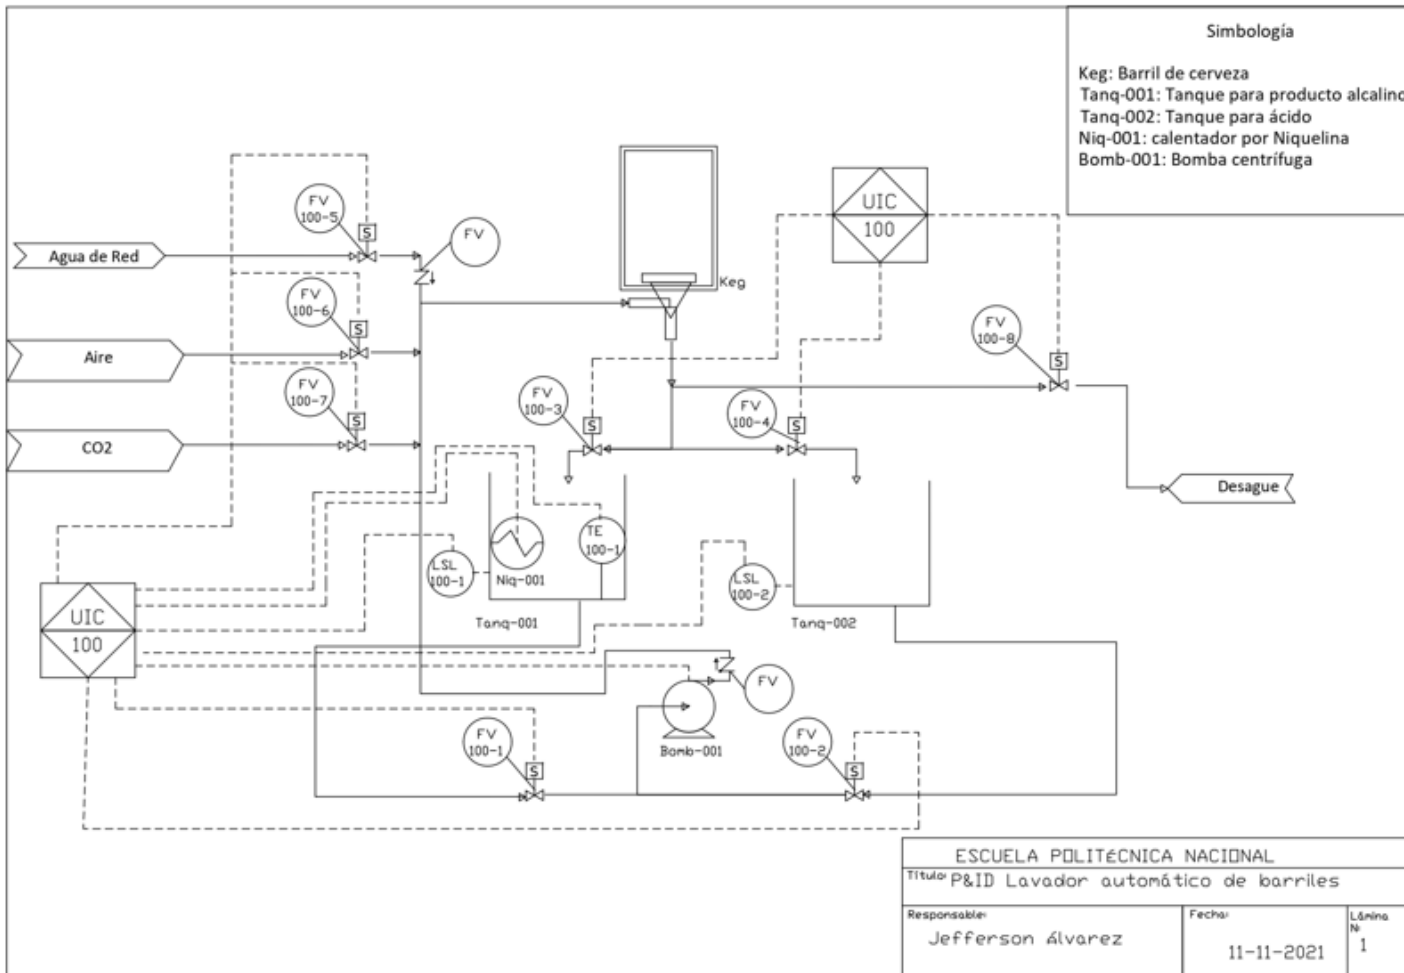 Simbología
Keg: Barril de cerveza
Tanq-001: Tanque para producto alcalino
Tanq-002: Tanque para ácido
Niq-001: calentador por Niquelina
Bomb-001: Bomba centrífuga
FV
100-5
S
FV
Agua de Red
UIC
100
Keg
FV
100-6
S
FV
100-8
S
Aire
FV
100-7
S
FV
100-3
S
FV
100-4
S
CO2
Desague
LSL
100-1
Niq-001
TE
100-1
LSL
100-2
Tanq-001
Tanq-002
UIC
100
FV
Bomb-001
FV
100-1
S
FV
100-2
S
ESCUELA POLITÉCNICA NACIONAL
Título: P&ID Lavador automático de barriles
Responsable:
Jefferson Álvarez
Fecha:
11-11-2021
Lámina
N:
1